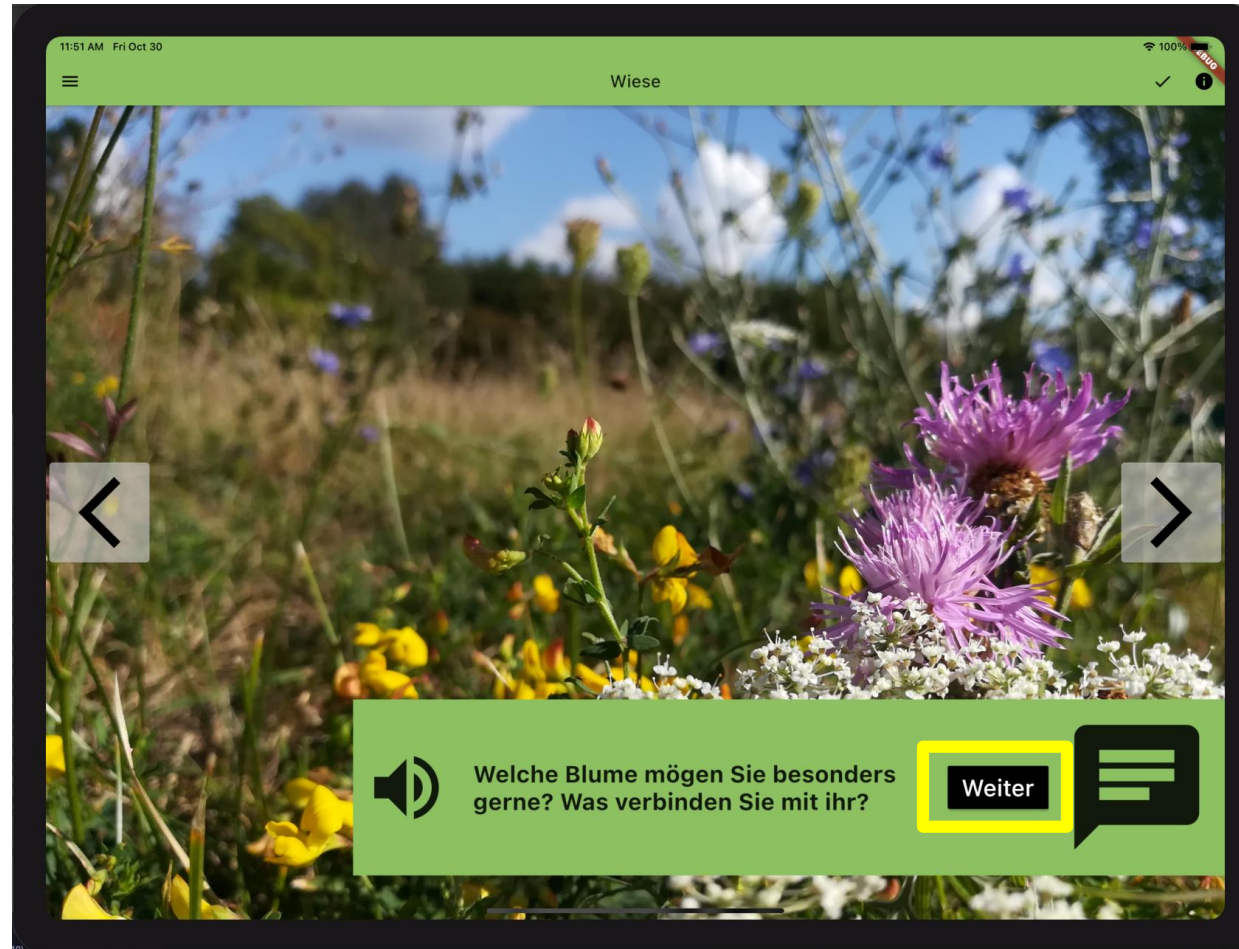 11:51 AM Fri Oct 30
100%
Wiese
Welche Blume mögen Sie besonders
gerne? Was verbinden Sie mit ihr?
Weiter